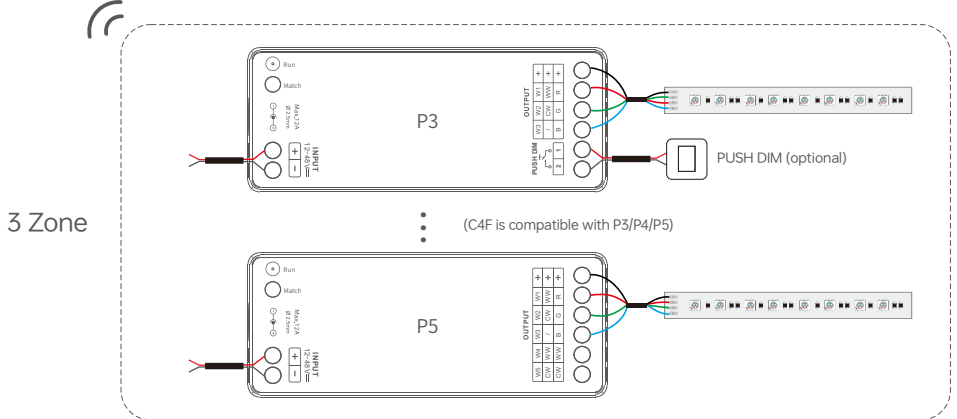 3 Zone
Run
Match
Max.12A
Ø 2.5mm
+
−
INPUT
12~48V
P3
OUTPUT
+ + +
W1 WW R
W2 CW G
W3 / B
PUSH DIM
1
2
PUSH DIM (optional)
(C4F is compatible with P3/P4/P5)
Run
Match
Max.12A
Ø 2.5mm
+
−
INPUT
12~48V
P5
OUTPUT
+ + +
W1 WW R
W2 CW G
W3 / B
W4 WW WW
W5 CW CW